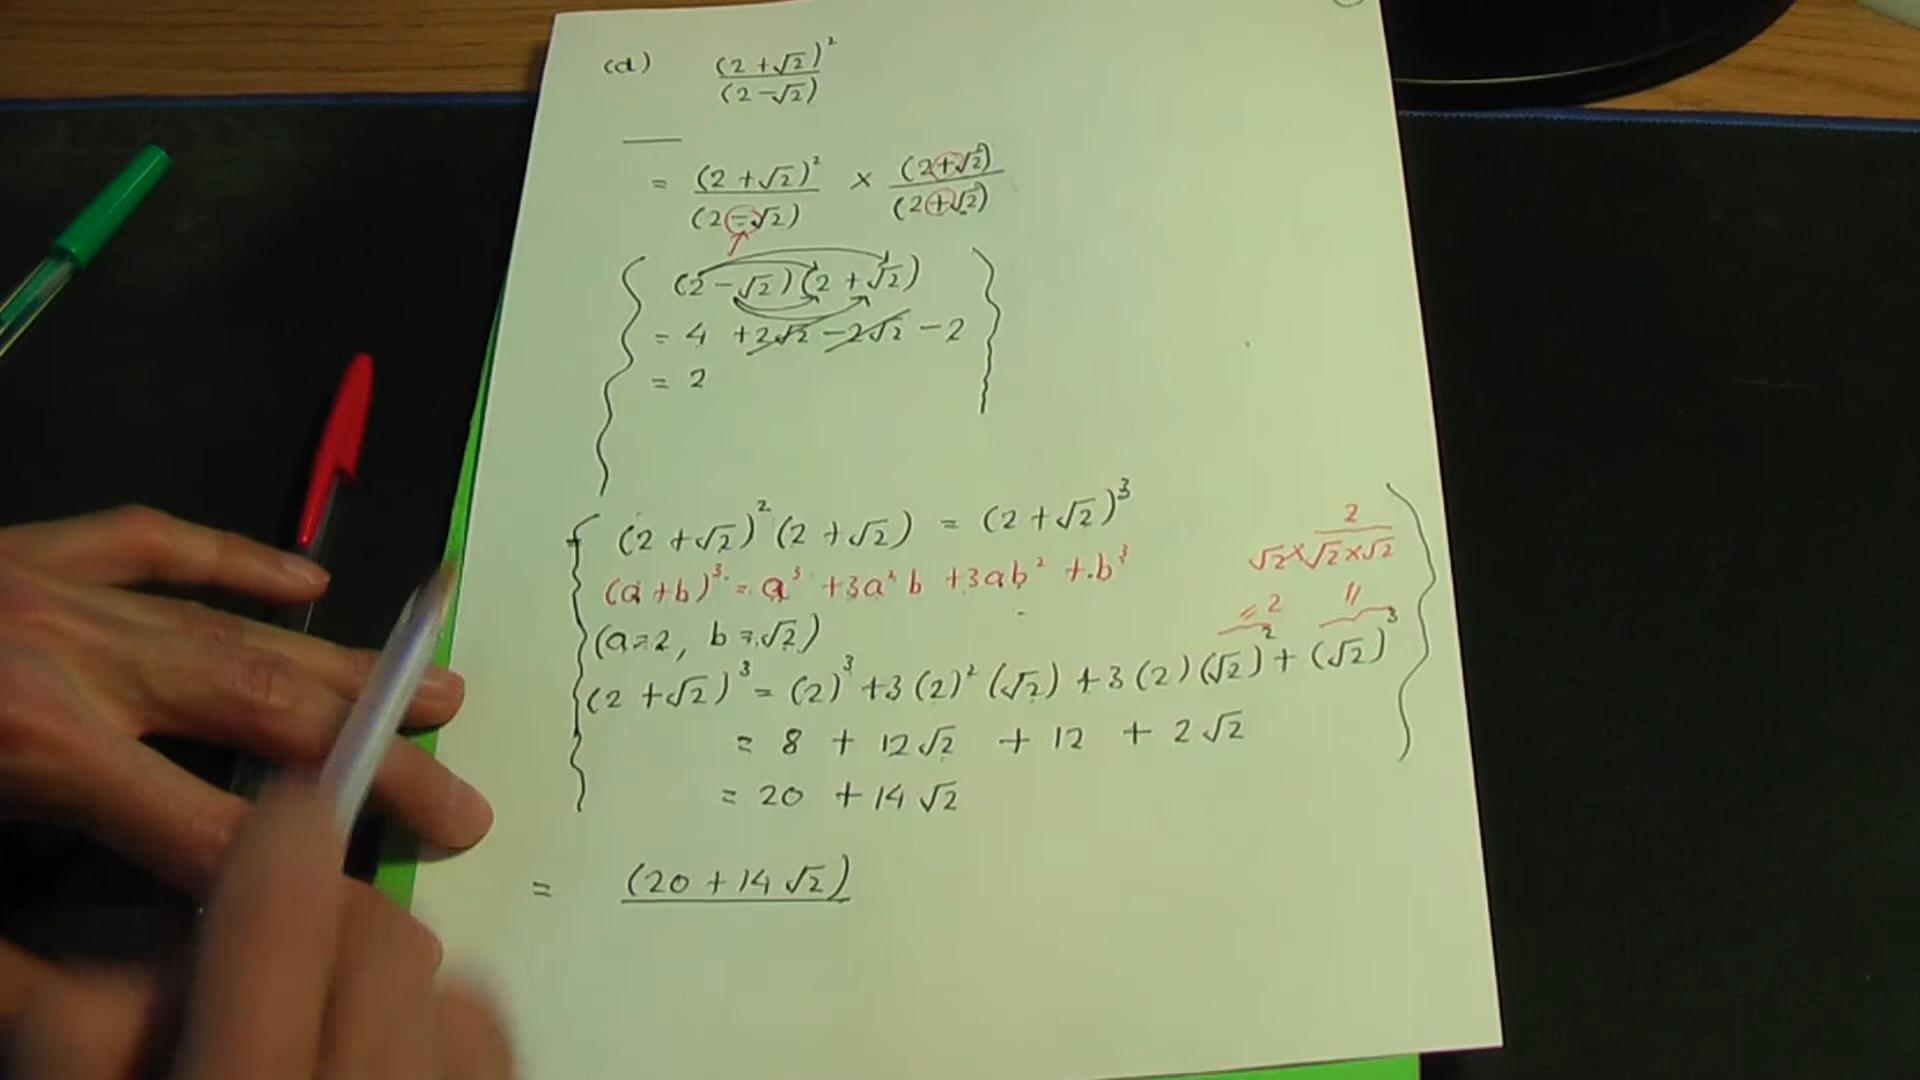 (d) (2 + √2)² / (2 - √2)
= (2 + √2)² / (2 - √2) × (2 + √2) / (2 + √2)
(2 - √2)(2 + √2)
= 4 + 2√2 - 2√2 - 2
= 2
(2 + √2)²(2 + √2) = (2 + √2)³
2
√2 × √2 × √2
(a + b)³ = a³ + 3a²b + 3ab² + b³
= 2 //
(a = 2, b = √2)
(2 + √2)³ = (2)³ + 3(2)²(√2) + 3(2)(√2)² + (√2)³
= 8 + 12√2 + 12 + 2√2
= 20 + 14√2
= (20 + 14√2)